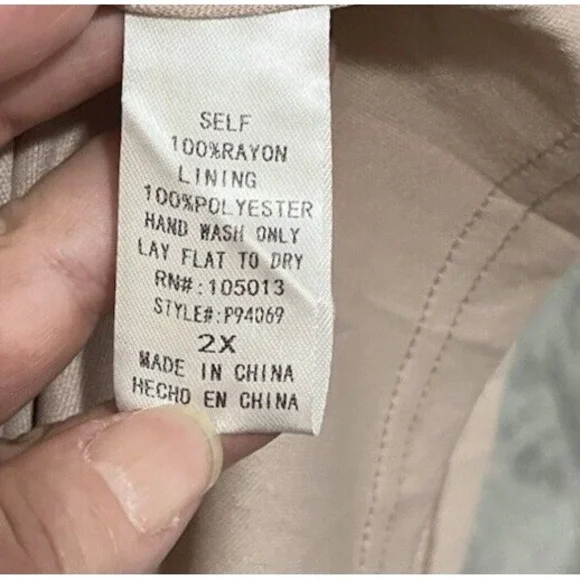 SELF
100%RAYON
LINING
100%POLYESTER
HAND WASH ONLY
LAY FLAT TO DRY
RN#:105013
STYLE#:P94069
2X
MADE IN CHINA
HECHO EN CHINA